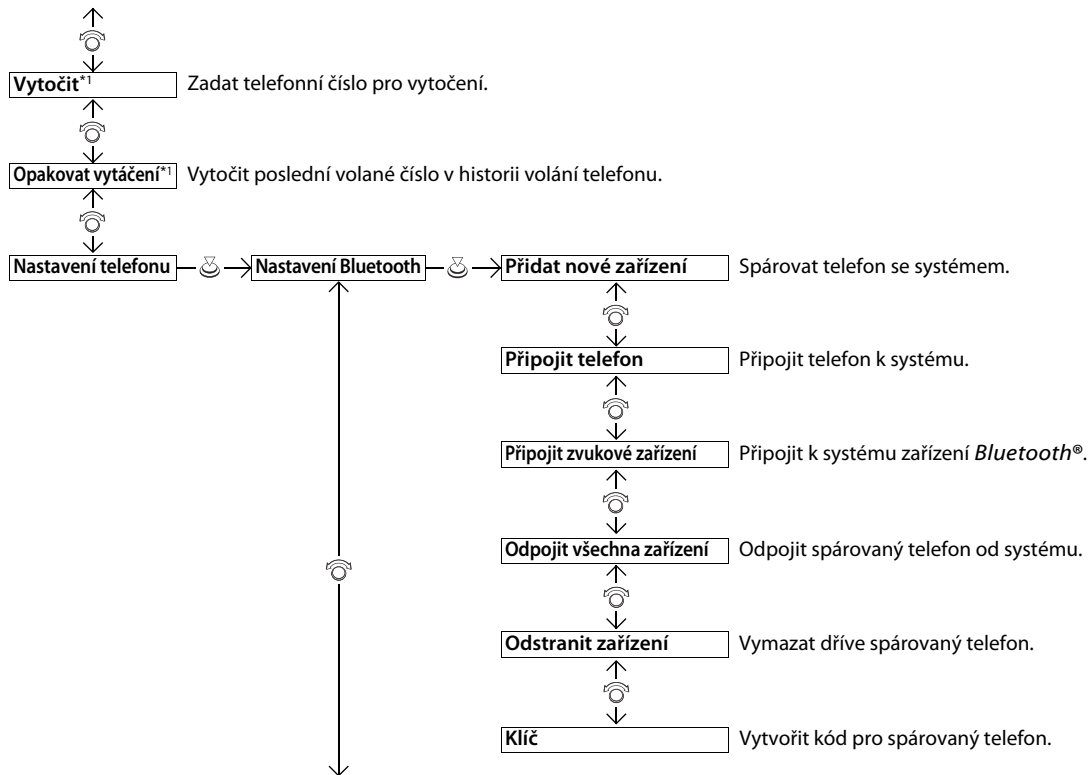 Vytočit*1 Zadat telefonní číslo pro vytočení.
Opakovat vytáčení*1 Vytočit poslední volané číslo v historii volání telefonu.
Nastavení telefonu Nastavení Bluetooth Přidat nové zařízení Spárovat telefon se systémem.
Připojit telefon Připojit telefon k systému.
Připojit zvukové zařízení Připojit k systému zařízení Bluetooth®.
Odpojit všechna zařízení Odpojit spárovaný telefon od systému.
Odstranit zařízení Vymazat dříve spárovaný telefon.
Klíč Vytvořit kód pro spárovaný telefon.